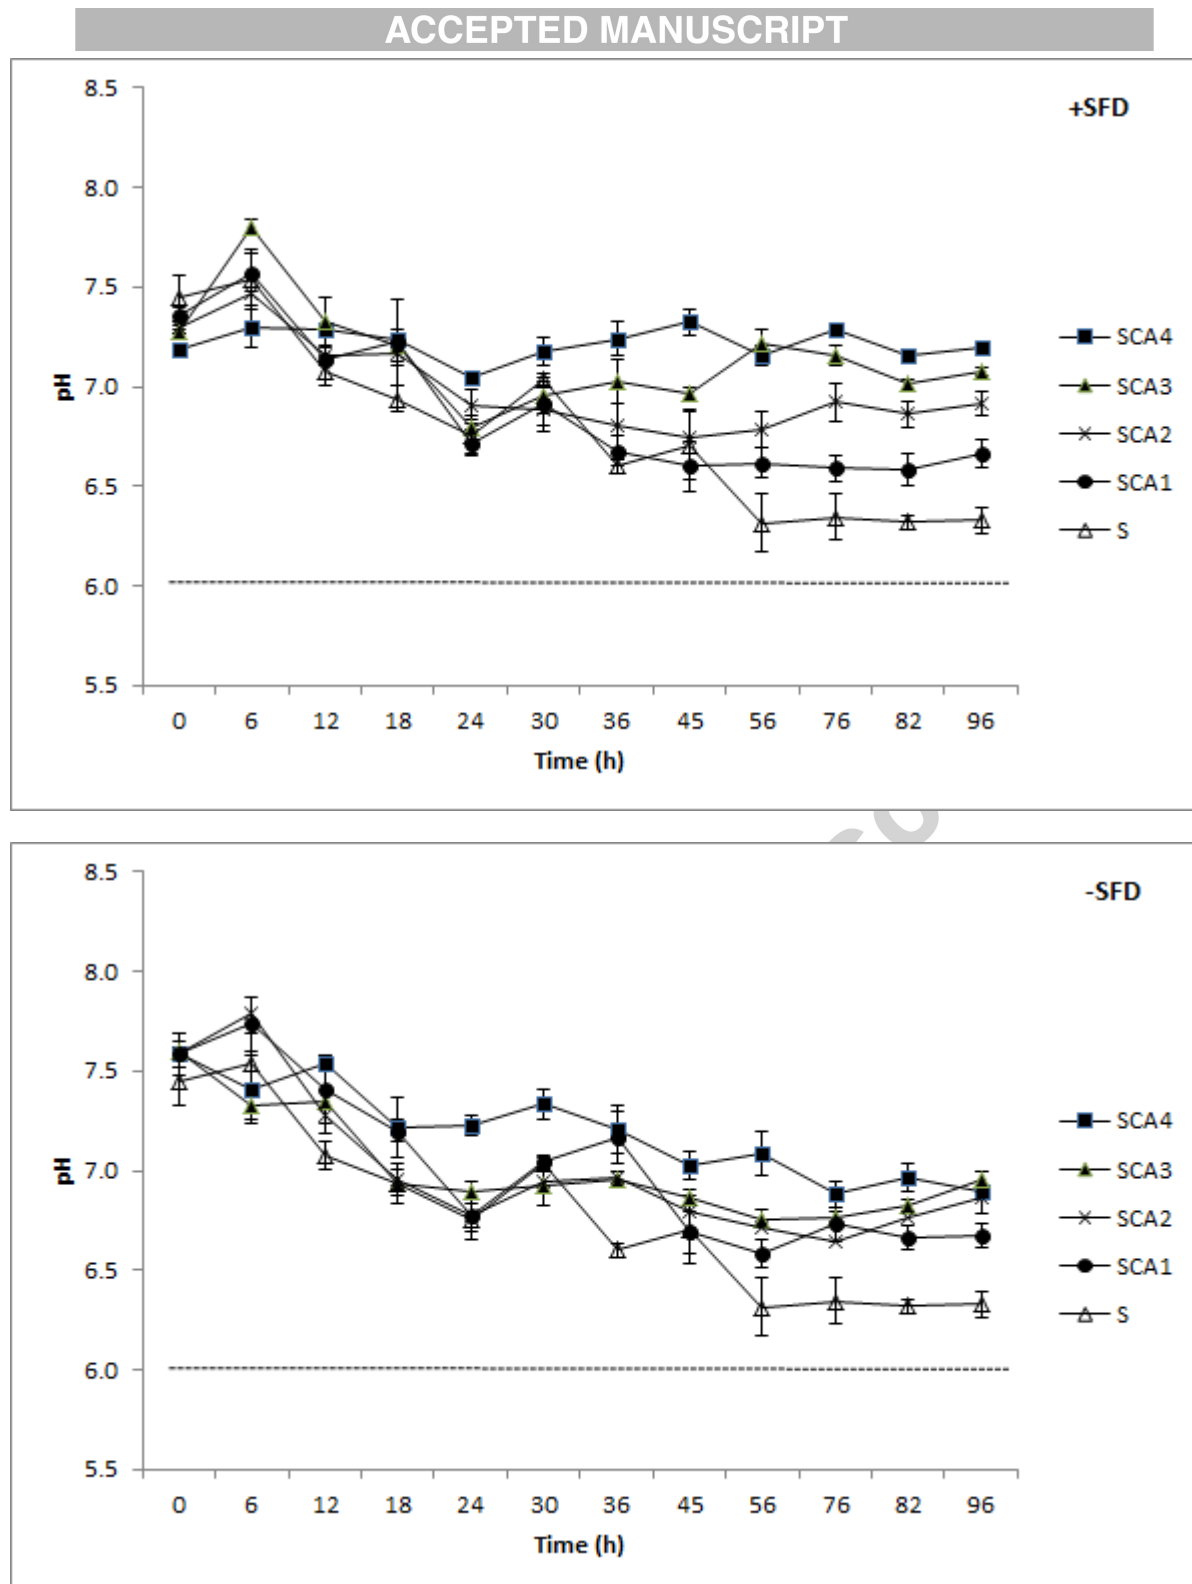 ACCEPTED MANUSCRIPT
+SFD
8.5
8.0
7.5
7.0
6.5
6.0
5.5
pH
0 6 12 18 24 30 36 45 56 76 82 96
Time (h)
SCA4
SCA3
SCA2
SCA1
S
-SFD
8.5
8.0
7.5
7.0
6.5
6.0
5.5
pH
0 6 12 18 24 30 36 45 56 76 82 96
Time (h)
SCA4
SCA3
SCA2
SCA1
S